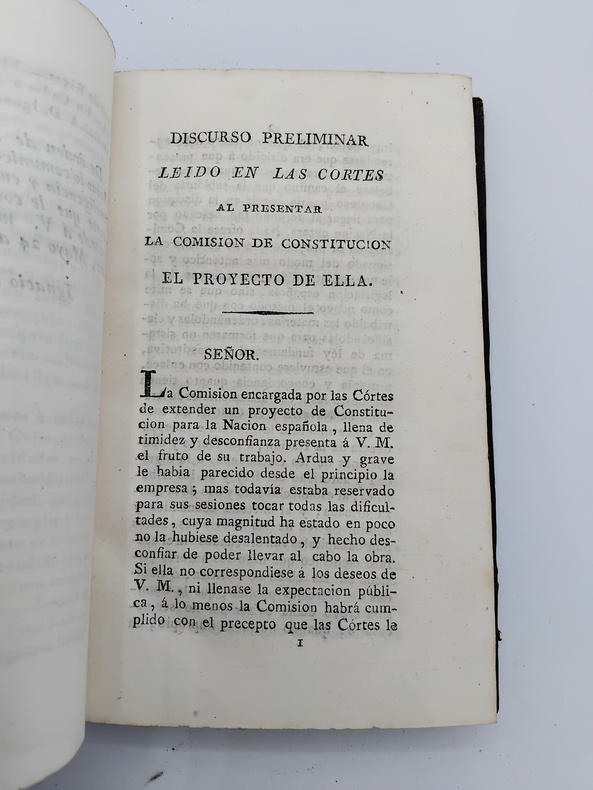 DISCURSO PRELIMINAR
LEIDO EN LAS CORTES
AL PRESENTAR
LA COMISION DE CONSTITUCION
EL PROYECTO DE ELLA.
SEÑOR.
La Comision encargada por las Córtes
de extender un proyecto de Constitu-
cion para la Nacion española, llena de
timidez y desconfianza presenta á V. M.
el fruto de su trabajo. Ardua y grave
le habia parecido desde el principio la
empresa; mas todavía estaba reservado
para sus sesiones tocar todas las dificul-
tades, cuya magnitud ha estado en poco
no la hubiese desalentado, y hecho des-
confiar de poder llevar al cabo la obra.
Si ella no correspondiese á los deseos de
V. M., ni llenase la expectacion públi-
ca, á lo menos la Comision habrá cum-
plido con el precepto que las Córtes le
1